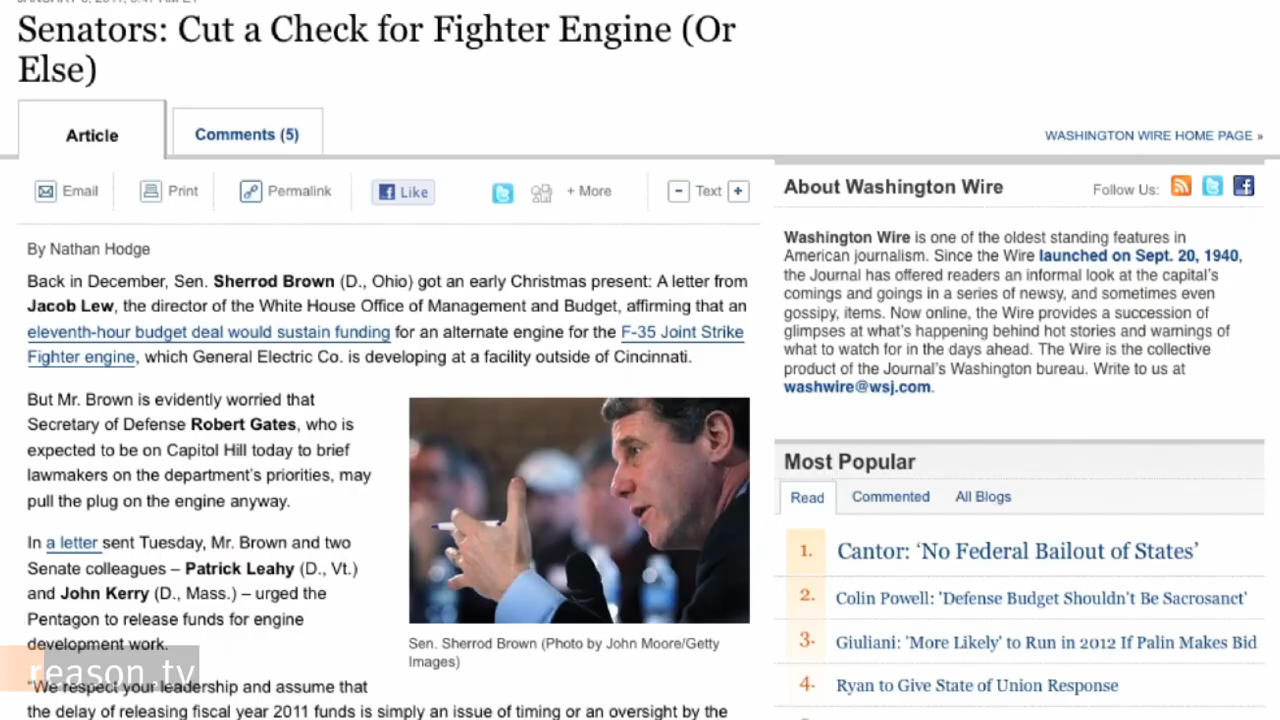 Senators: Cut a Check for Fighter Engine (Or
Else)
Article
Comments (5)
WASHINGTON WIRE HOME PAGE »
Email
Print
Permalink
Like
+ More
Text
By Nathan Hodge
Back in December, Sen. Sherrod Brown (D., Ohio) got an early Christmas present: A letter from
Jacob Lew, the director of the White House Office of Management and Budget, affirming that an
eleventh-hour budget deal would sustain funding for an alternate engine for the F-35 Joint Strike
Fighter engine, which General Electric Co. is developing at a facility outside of Cincinnati.
But Mr. Brown is evidently worried that
Secretary of Defense Robert Gates, who is
expected to be on Capitol Hill today to brief
lawmakers on the department's priorities, may
pull the plug on the engine anyway.
In a letter sent Tuesday, Mr. Brown and two
Senate colleagues – Patrick Leahy (D., Vt.)
and John Kerry (D., Mass.) – urged the
Pentagon to release funds for engine
development work.
"We respect your leadership and assume that
the delay of releasing fiscal year 2011 funds is simply an issue of timing or an oversight by the
Sen. Sherrod Brown (Photo by John Moore/Getty
Images)
reason.tv
About Washington Wire
Follow Us:
Washington Wire is one of the oldest standing features in
American journalism. Since the Wire launched on Sept. 20, 1940,
the Journal has offered readers an informal look at the capital's
comings and goings in a series of newsy, and sometimes even
gossipy, items. Now online, the Wire provides a succession of
glimpses at what's happening behind hot stories and warnings of
what to watch for in the days ahead. The Wire is the collective
product of the Journal's Washington bureau. Write to us at
washwire@wsj.com.
Most Popular
Read
Commented
All Blogs
1. Cantor: 'No Federal Bailout of States'
2. Colin Powell: 'Defense Budget Shouldn't Be Sacrosanct'
3. Giuliani: 'More Likely' to Run in 2012 If Palin Makes Bid
4. Ryan to Give State of Union Response